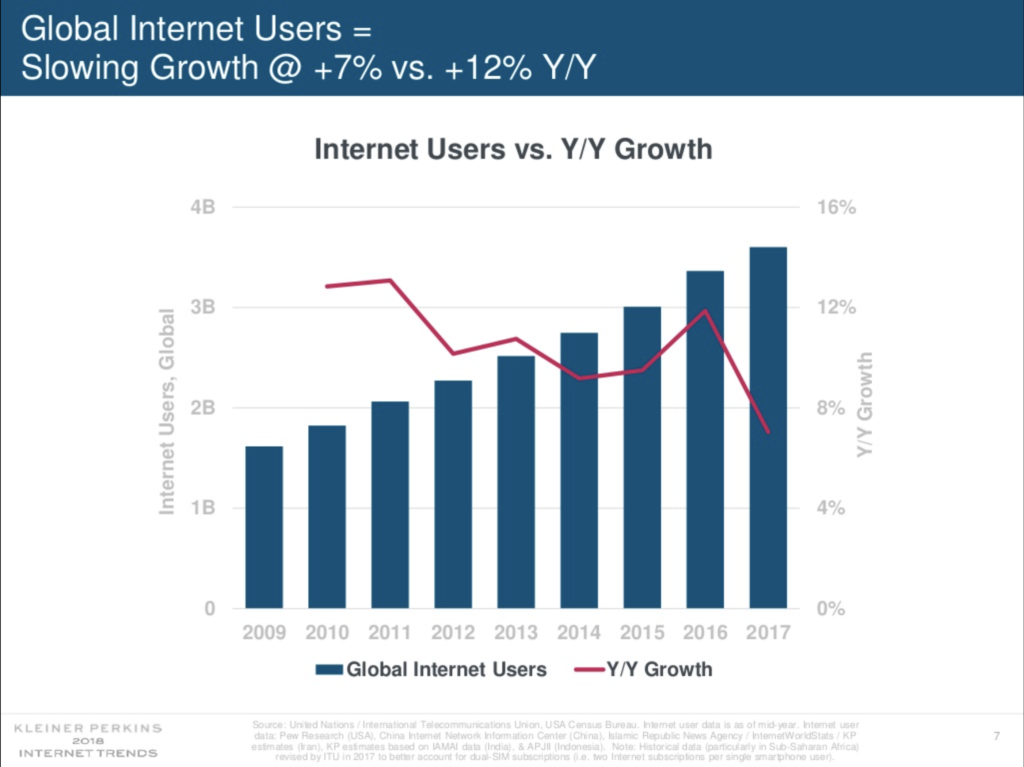 Global Internet Users =
Slowing Growth @ +7% vs. +12% Y/Y
Internet Users vs. Y/Y Growth
4B
3B
2B
1B
0
Internet Users, Global
16%
12%
8%
4%
0%
Y/Y Growth
2009 2010 2011 2012 2013 2014 2015 2016 2017
Global Internet Users Y/Y Growth
KLEINER PERKINS
2018
INTERNET TRENDS
Source: United Nations / International Telecommunications Union, USA Census Bureau. Internet user data is as of mid-year. Internet user
data: Pew Research (USA), China Internet Network Information Center (China), Islamic Republic News Agency / InternetWorldStats / KP
estimates (Iran), KP estimates based on IAMAI data (India), & APJII (Indonesia). Note: Historical data (particularly in Sub-Saharan Africa)
revised by ITU in 2017 to better account for dual-SIM subscriptions (i.e. two Internet subscriptions per single smartphone user).
7